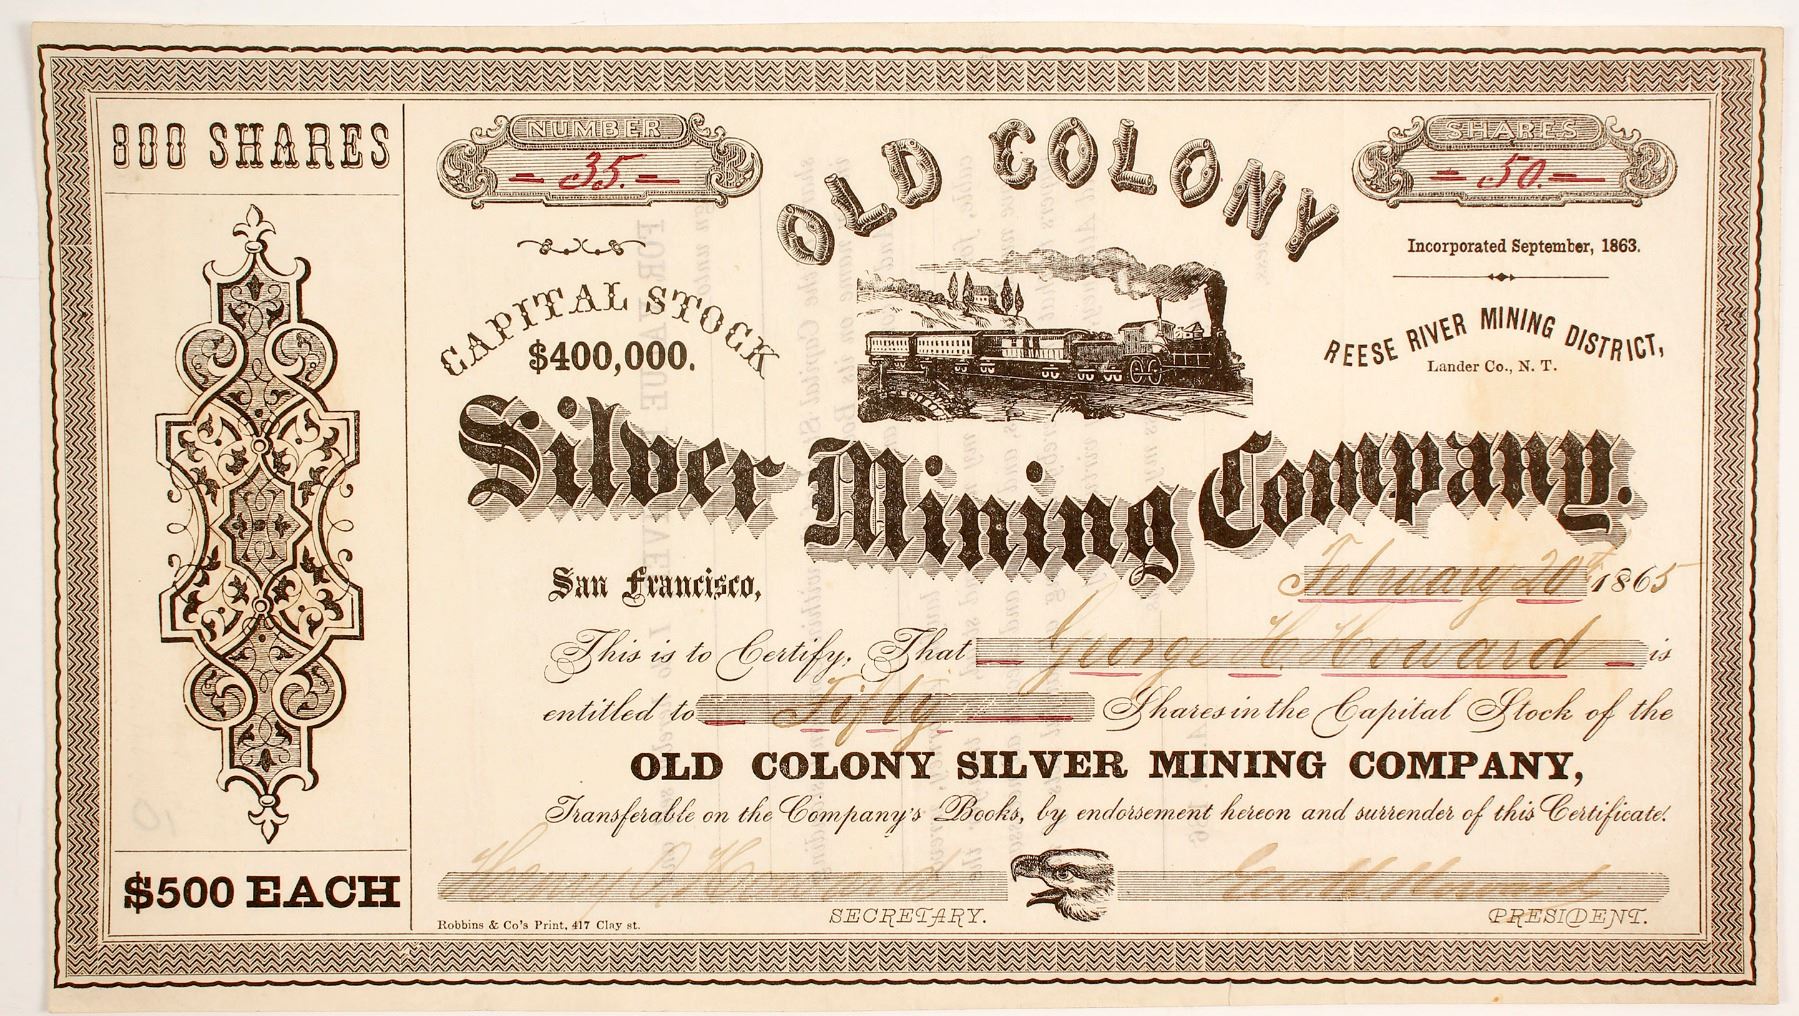 800 SHARES
$500 EACH
NUMBER
35.
OLD COLONY
SHARES
50.
Incorporated September, 1863.
CAPITAL STOCK
$400,000.
REESE RIVER MINING DISTRICT,
Lander Co., N. T.
Silver Mining Company.
San Francisco, February 20th 1865
This is to Certify, That George H. Howard is
entitled to Fifty Shares in the Capital Stock of the
OLD COLONY SILVER MINING COMPANY,
Transferable on the Company's Books, by endorsement hereon and surrender of this Certificate.
Geo H. Howard
SECRETARY.
PRESIDENT.
Robbins & Co's Print, 417 Clay st.
10